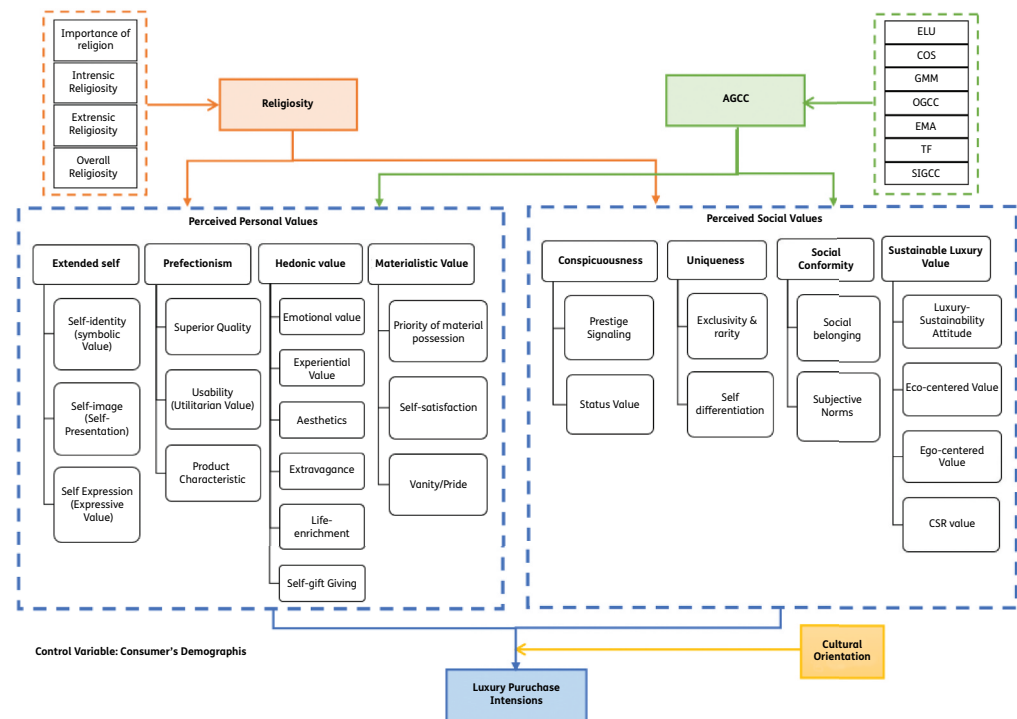 Importance of
religion
Intrensic
Religiosity
Extrensic
Religiosity
Overall
Religiosity
Religiosity
AGCC
ELU
COS
GMM
OGCC
EMA
TF
SIGCC
Perceived Personal Values
Extended self
Self-identity
(symbolic
Value)
Self-image
(Self-
Presentation)
Self Expression
(Expressive
Value)
Prefectionism
Superior Quality
Usability
(Utilitarian Value)
Product
Characteristic
Hedonic value
Emotional value
Experiential
Value
Aesthetics
Extravagance
Life-
enrichment
Self-gift Giving
Materialistic Value
Priority of material
possession
Self-satisfaction
Vanity/Pride
Perceived Social Values
Conspicuousness
Prestige
Signaling
Status Value
Uniqueness
Exclusivity &
rarity
Self
differentiation
Social
Conformity
Social
belonging
Subjective
Norms
Sustainable Luxury
Value
Luxury-
Sustainability
Attitude
Eco-centered Value
Ego-centered
Value
CSR value
Control Variable: Consumer's Demographis
Cultural
Orientation
Luxury Puruchase
Intensions